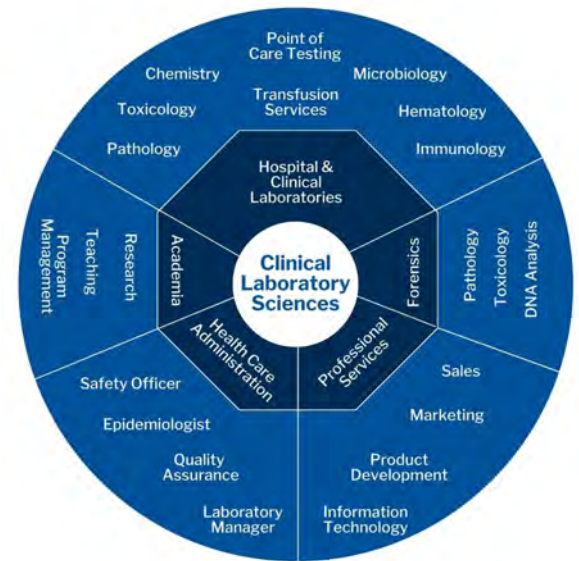 Point of
Care Testing
Chemistry
Microbiology
Toxicology
Transfusion
Services
Hematology
Pathology
Immunology
Hospital &
Clinical
Laboratories
Program
Management
Teaching
Research
Academia
Clinical
Laboratory
Sciences
Forensics
Pathology
Toxicology
DNA Analysis
Health Care
Administration
Professional
Services
Safety Officer
Epidemiologist
Quality
Assurance
Laboratory
Manager
Sales
Marketing
Product
Development
Information
Technology